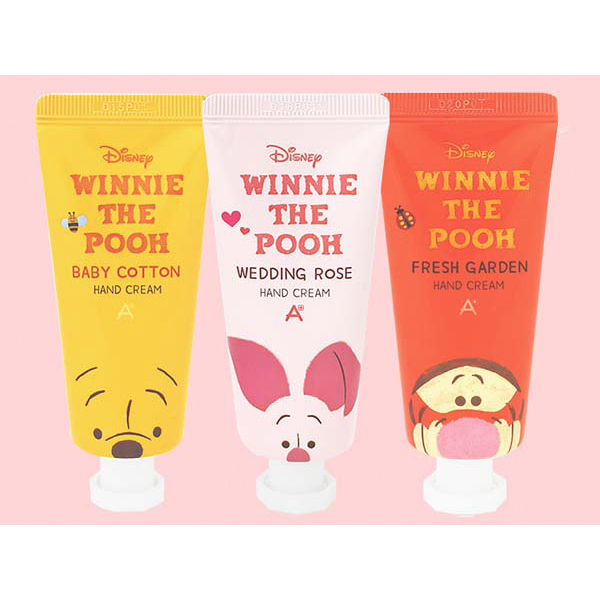 Disney
WINNIE
THE
POOH
BABY COTTON
HAND CREAM
A+
Disney
WINNIE
THE
POOH
WEDDING ROSE
HAND CREAM
A+
Disney
WINNIE
THE
POOH
FRESH GARDEN
HAND CREAM
A+